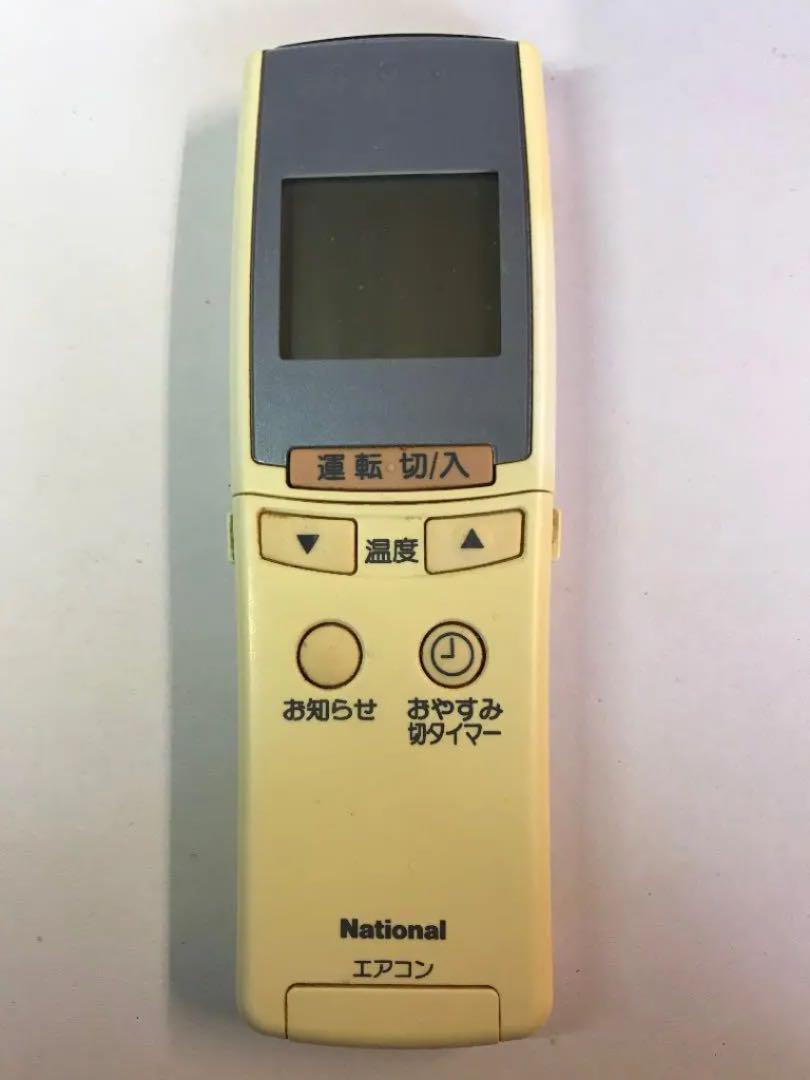 運転 切/入
▼ 温度 ▲
お知らせ おやすみ
切タイマー
National
エアコン